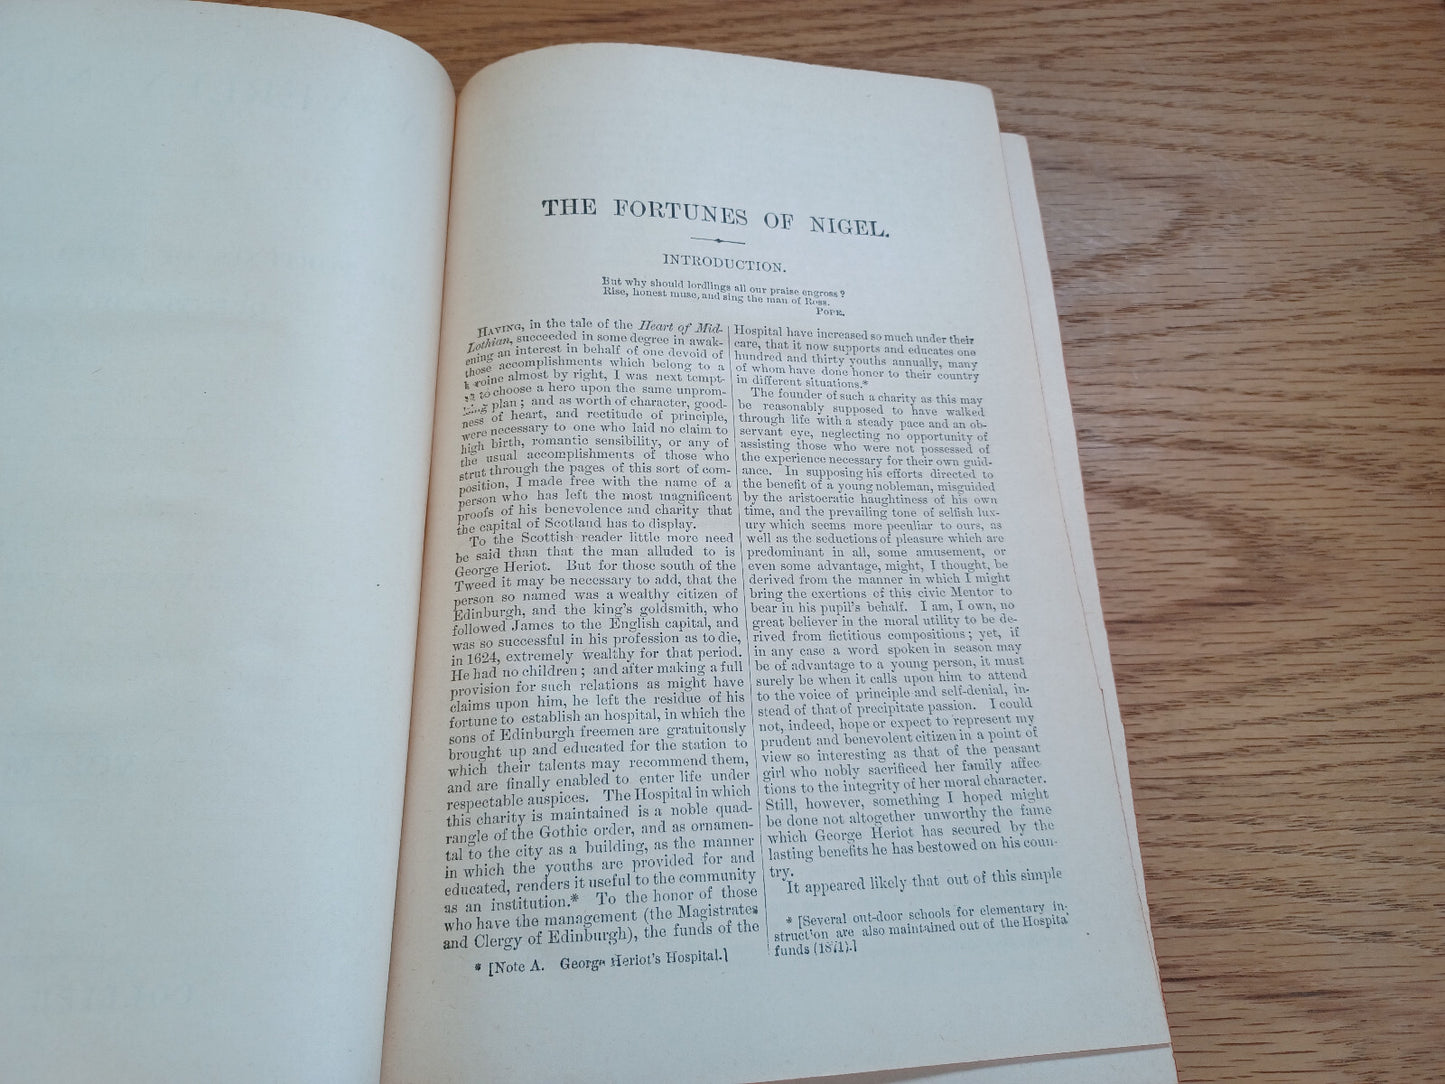 THE FORTUNES OF NIGEL.
INTRODUCTION.
But why should lordlings all our praise engross?
Rise, honest muse, and sing the man of Ross.
POPE.
HAVING, in the tale of the Heart of Mid-
Lothian, succeeded in some degree in awak-
ening an interest in behalf of one devoid of
those accomplishments which belong to a
roine almost by right, I was next tempt-
to choose a hero upon the same unprom-
plan; and as worth of character, good-
ness of heart, and rectitude of principle,
were necessary to one who laid no claim to
high birth, romantic sensibility, or any of
the usual accomplishments of those who
strut through the pages of this sort of com-
position, I made free with the name of a
person who has left the most magnificent
proofs of his benevolence and charity that
the capital of Scotland has to display.
To the Scottish reader little more need
be said than that the man alluded to is
George Heriot. But for those south of the
Tweed it may be necessary to add, that the
person so named was a wealthy citizen of
Edinburgh, and the king's goldsmith, who
followed James to the English capital, and
was so successful in his profession as to die,
in 1624, extremely wealthy for that period.
He had no children; and after making a full
provision for such relations as might have
claims upon him, he left the residue of his
fortune to establish an hospital, in which the
sons of Edinburgh freemen are gratuitously
brought up and educated for the station to
which their talents may recommend them,
and are finally enabled to enter life under
respectable auspices. The Hospital in which
this charity is maintained is a noble quad-
rangle of the Gothic order, and as ornamen-
tal to the city as a building, as the manner
in which the youths are provided for and
educated, renders it useful to the community
as an institution.* To the honor of those
who have the management (the Magistrates
and Clergy of Edinburgh), the funds of the
* [Note A. George Heriot's Hospital.]
Hospital have increased so much under their
care, that it now supports and educates one
hundred and thirty youths annually, many
of whom have done honor to their country
in different situations.*
The founder of such a charity as this may
be reasonably supposed to have walked
through life with a steady pace and an ob-
servant eye, neglecting no opportunity of
assisting those who were not possessed of
the experience necessary for their own guid-
ance. In supposing his efforts directed to
the benefit of a young nobleman, misguided
by the aristocratic haughtiness of his own
time, and the prevailing tone of selfish lux-
ury which seems more peculiar to ours, as
well as the seductions of pleasure which are
predominant in all, some amusement, or
even some advantage, might, I thought, be
derived from the manner in which I might
bring the exertions of this civic Mentor to
bear in his pupil's behalf. I am, I own, no
great believer in the moral utility to be de-
rived from fictitious compositions; yet, if
in any case a word spoken in season may
be of advantage to a young person, it must
surely be when it calls upon him to attend
to the voice of principle and self-denial, in-
stead of that of precipitate passion. I could
not, indeed, hope or expect to represent my
prudent and benevolent citizen in a point of
view so interesting as that of the peasant
girl who nobly sacrificed her family affec
tions to the integrity of her moral character.
Still, however, something I hoped might
be done not altogether unworthy the fame
which George Heriot has secured by the
lasting benefits he has bestowed on his coun-
try.
It appeared likely that out of this simple
* [Several out-door schools for elementary in-
struction are also maintained out of the Hospita
funds (1871).]